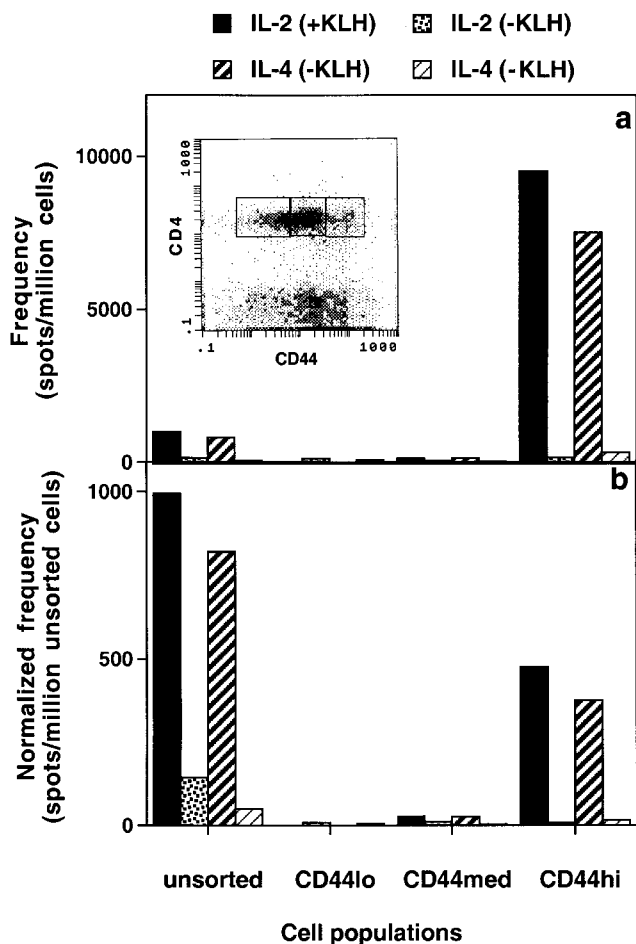 IL-2 (+KLH) IL-2 (-KLH)
IL-4 (-KLH) IL-4 (-KLH)
a
Frequency
(spots/million cells)
10000
5000
0
CD4
1000
.1
.1 1000
CD44
b
Normalized frequency
(spots/million unsorted cells)
1000
500
0
unsorted CD44lo CD44med CD44hi
Cell populations